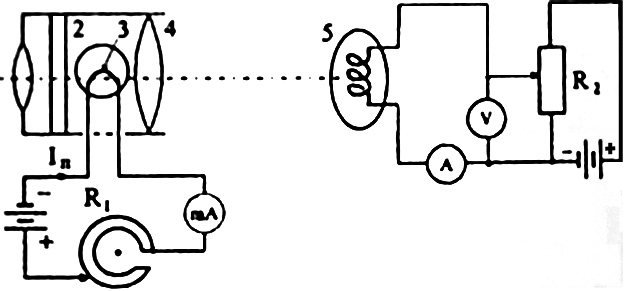 2 3 4
5
R₂
V
A
- +
Iₙ
-
R₁
mA
+